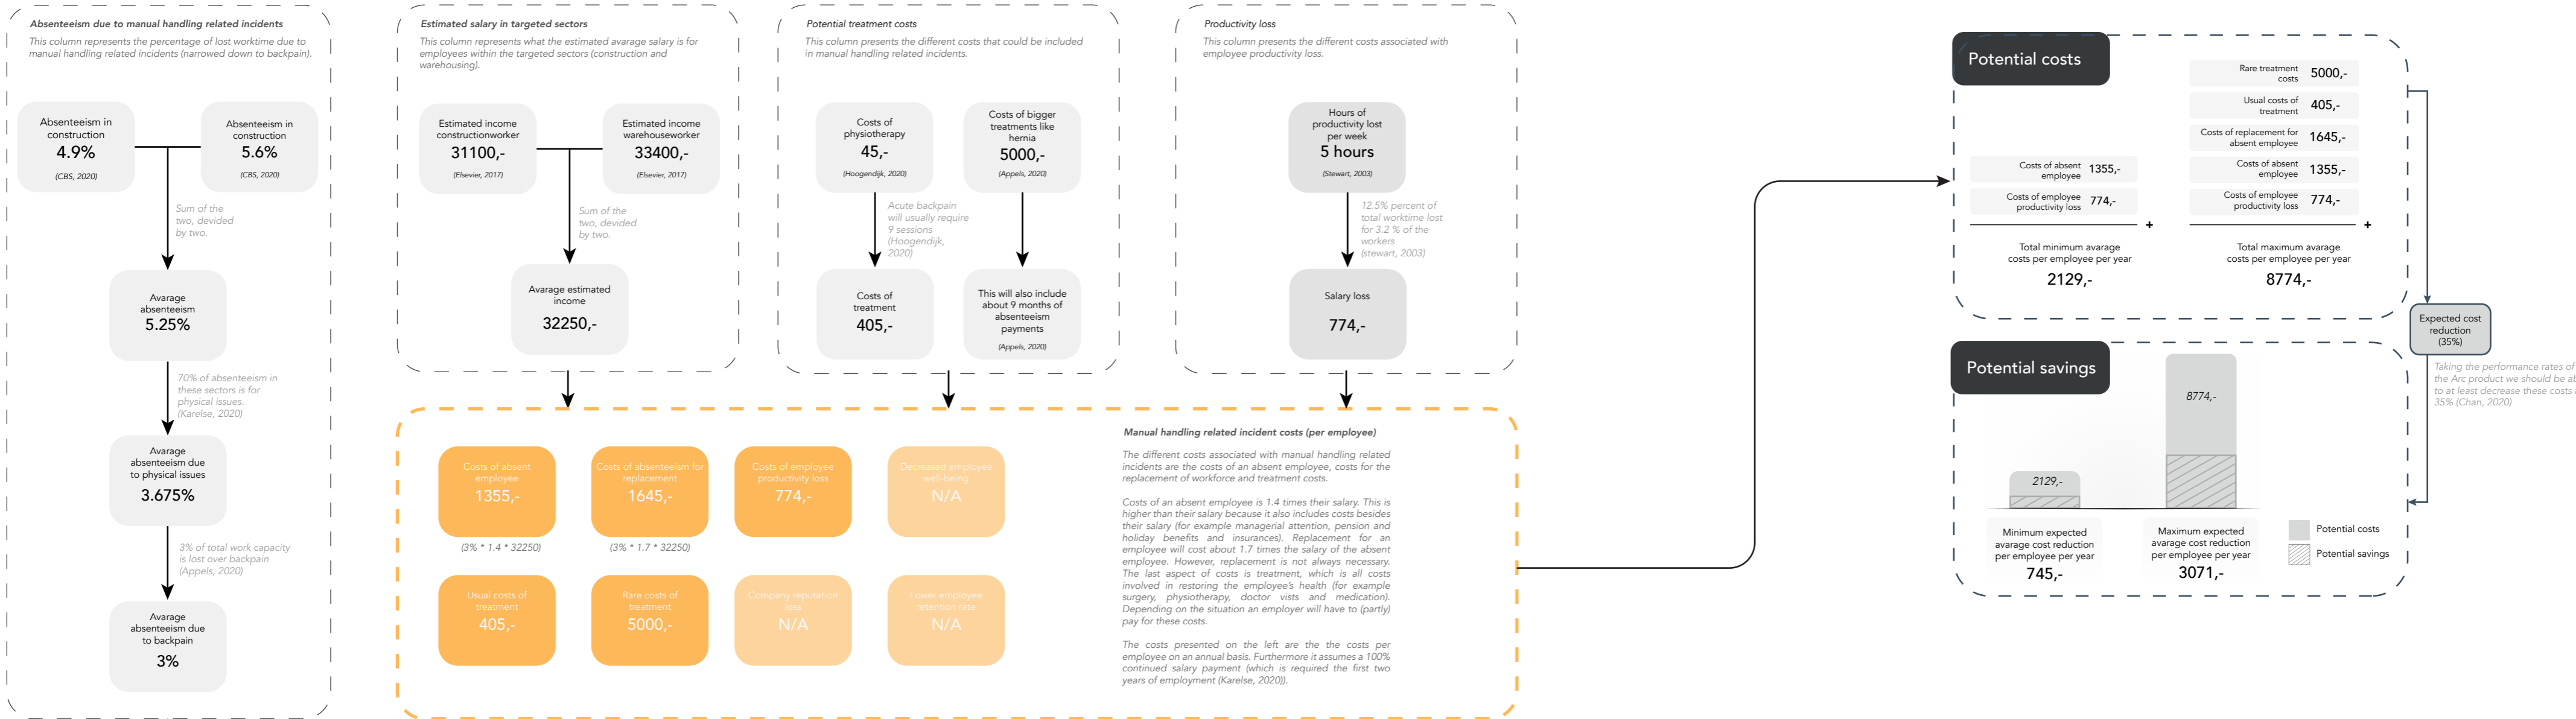 Absenteeism due to manual handling related incidents
This column represents the percentage of lost worktime due to
manual handling related incidents (narrowed down to backpain).
Absenteeism in
construction
4.9%
(CBS, 2020)
Absenteeism in
construction
5.6%
(CBS, 2020)
Sum of the
two, devided
by two.
Avarage
absenteeism
5.25%
70% of absenteeism in
these sectors is for
physical issues.
(Karelse, 2020)
Avarage
absenteeism due
to physical issues
3.675%
3% of total work capacity
is lost over backpain
(Appels, 2020)
Avarage
absenteeism due
to backpain
3%
Estimated salary in targeted sectors
This column represents what the estimated avarage salary is for
employees within the targeted sectors (construction and
warehousing).
Estimated income
constructionworker
31100,-
(Elsevier, 2017)
Estimated income
warehouseworker
33400,-
(Elsevier, 2017)
Sum of the
two, devided
by two.
Avarage estimated
income
32250,-
Potential treatment costs
This column presents the different costs that could be included
in manual handling related incidents.
Costs of
physiotherapy
45,-
(Hoogendijk, 2020)
Costs of bigger
treatments like
hernia
5000,-
(Appels, 2020)
Acute backpain
will usually require
9 sessions
(Hoogendijk,
2020)
Costs of
treatment
405,-
This will also include
about 9 months of
absenteeism
payments
(Appels, 2020)
Productivity loss
This column presents the different costs associated with
employee productivity loss.
Hours of
productivity lost
per week
5 hours
(Stewart, 2003)
12.5% percent of
total worktime lost
for 3.2 % of the
workers
(stewart, 2003)
Salary loss
774,-
Costs of absent
employee
1355,-
(3% * 1.4 * 32250)
Costs of absenteeism for
replacement
1645,-
(3% * 1.7 * 32250)
Costs of employee
productivity loss
774,-
Decreased employee
well-being
N/A
Usual costs of
treatment
405,-
Rare costs of
treatment
5000,-
Company reputation
loss
N/A
Lower employee
retention rate
N/A
Manual handling related incident costs (per employee)
The different costs associated with manual handling related
incidents are the costs of an absent employee, costs for the
replacement of workforce and treatment costs.
Costs of an absent employee is 1.4 times their salary. This is
higher than their salary because it also includes costs besides
their salary (for example managerial attention, pension and
holiday benefits and insurances). Replacement for an
employee will cost about 1.7 times the salary of the absent
employee. However, replacement is not always necessary.
The last aspect of costs is treatment, which is all costs
involved in restoring the employee's health (for example
surgery, physiotherapy, doctor vists and medication).
Depending on the situation an employer will have to (partly)
pay for these costs.
The costs presented on the left are the the costs per
employee on an annual basis. Furthermore it assumes a 100%
continued salary payment (which is required the first two
years of employment (Karelse, 2020)).
Potential costs
Costs of absent
employee
1355,-
Costs of employee
productivity loss
774,-
+
Total minimum avarage
costs per employee per year
2129,-
Rare treatment
costs
5000,-
Usual costs of
treatment
405,-
Costs of replacement for
absent employee
1645,-
Costs of absent
employee
1355,-
Costs of employee
productivity loss
774,-
+
Total maximum avarage
costs per employee per year
8774,-
Expected cost
reduction
(35%)
Taking the performance rates of
the Arc product we should be
to at least decrease these costs
35% (Chan, 2020)
Potential savings
2129,-
8774,-
Minimum expected
avarage cost reduction
per employee per year
745,-
Maximum expected
avarage cost reduction
per employee per year
3071,-
Potential costs
Potential savings